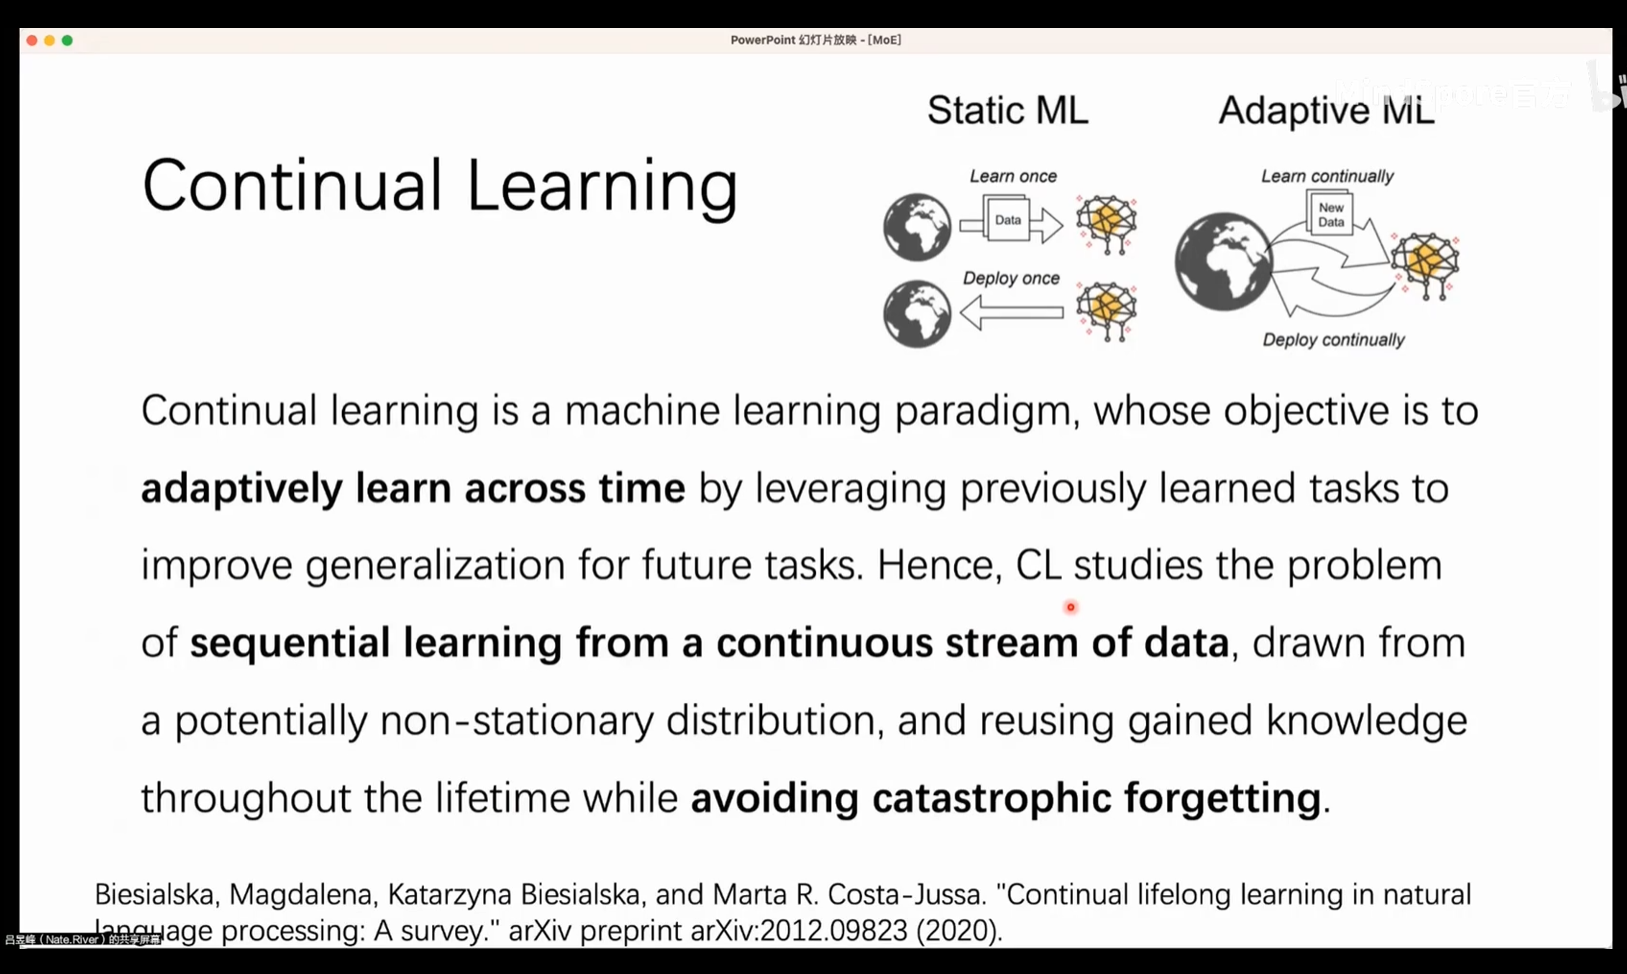 PowerPoint 幻灯片放映 - [MoE]
Static ML
Adaptive ML
Continual Learning
Learn once
Data
Deploy once
Learn continually
New
Data
Deploy continually
Continual learning is a machine learning paradigm, whose objective is to
adaptively learn across time by leveraging previously learned tasks to
improve generalization for future tasks. Hence, CL studies the problem
of sequential learning from a continuous stream of data, drawn from
a potentially non-stationary distribution, and reusing gained knowledge
throughout the lifetime while avoiding catastrophic forgetting.
Biesialska, Magdalena, Katarzyna Biesialska, and Marta R. Costa-Jussa. "Continual lifelong learning in natural
language processing: A survey." arXiv preprint arXiv:2012.09823 (2020).
吕昱峰（Nate.River）的共享屏幕